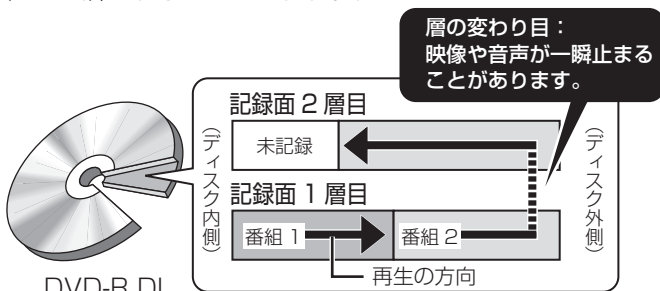 層の変わり目：
映像や音声が一瞬止まる
ことがあります。
記録面 2 層目
未記録
（ディスク内側）
（ディスク外側）
記録面 1 層目
番組 1
番組 2
再生の方向
DVD-R DL